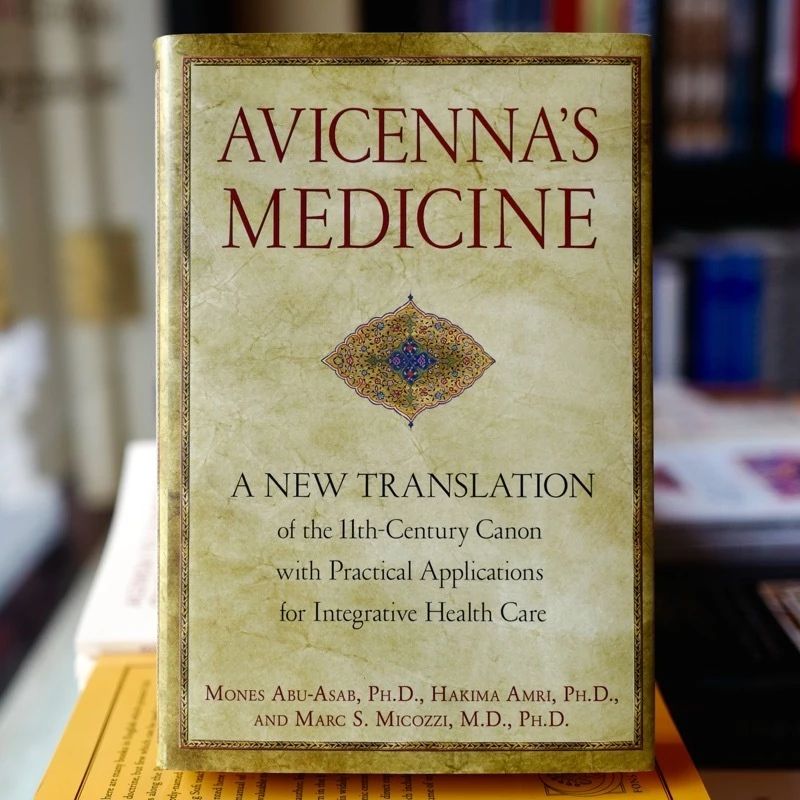 AVICENNA'S
MEDICINE
A NEW TRANSLATION
of the 11th-Century Canon
with Practical Applications
for Integrative Health Care
MONES ABU-ASAB, PH.D., HAKIMA AMRI, PH.D.,
AND MARC S. MICOZZI, M.D., PH.D.